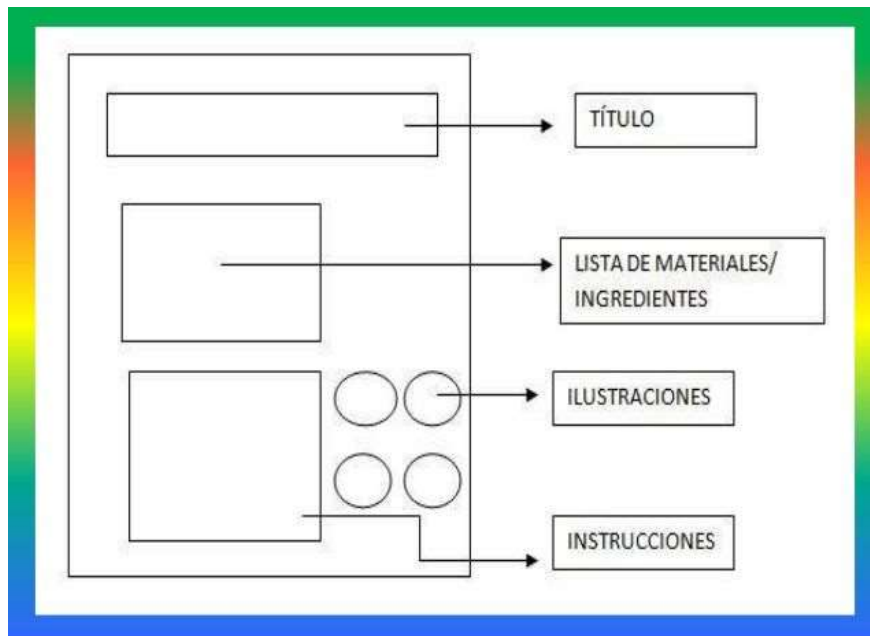 TÍTULO
LISTA DE MATERIALES/
INGREDIENTES
ILUSTRACIONES
INSTRUCCIONES